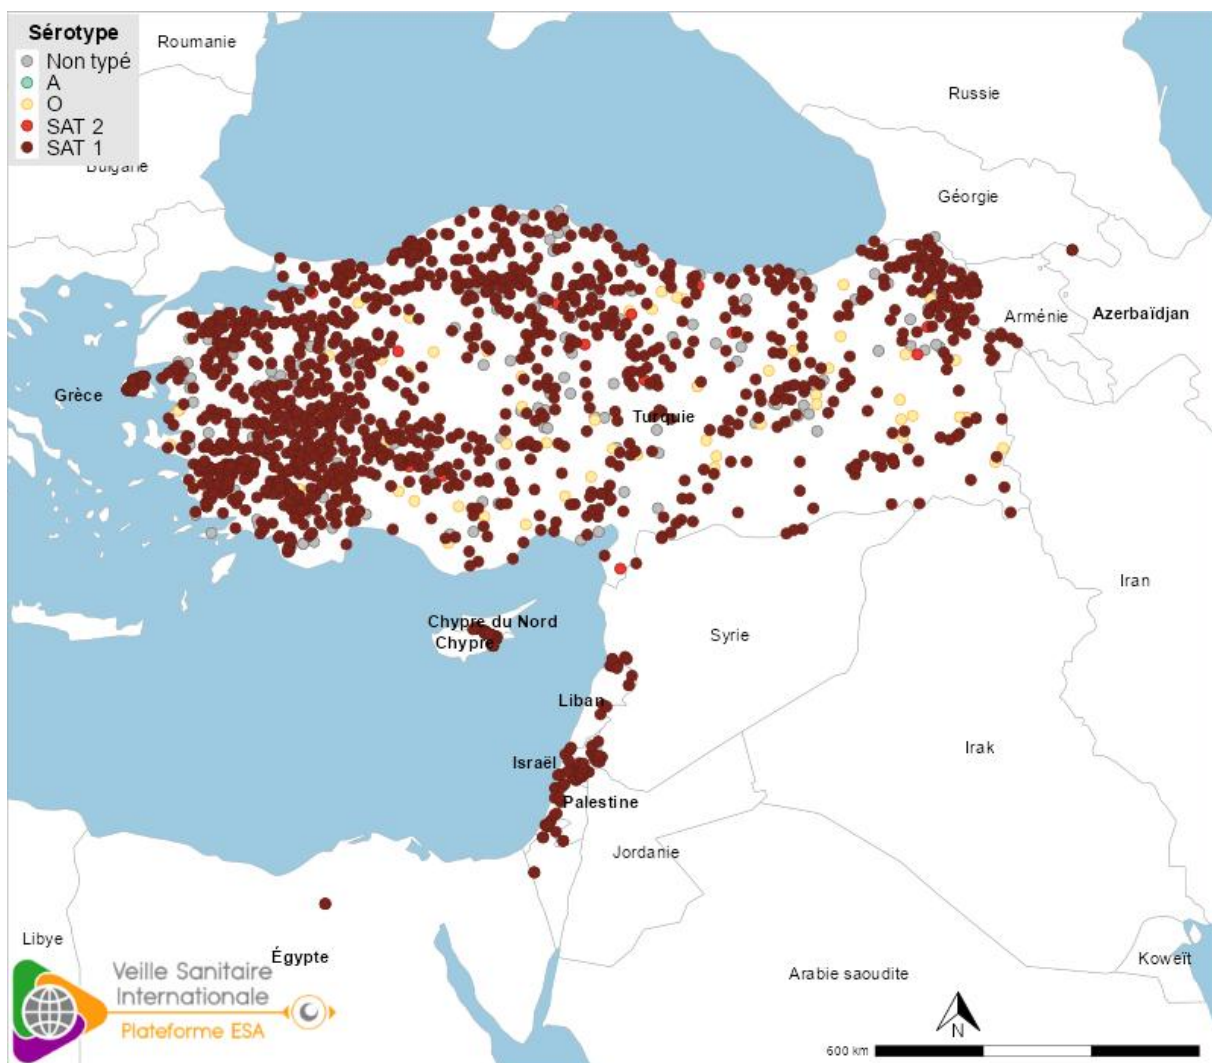 Sérotype
Non typé
A
O
SAT 2
SAT 1
Roumanie
Bulgarie
Russie
Géorgie
Arménie
Azerbaïdjan
Grèce
Turquie
Iran
Chypre du Nord
Chypre
Syrie
Liban
Irak
Israël
Palestine
Jordanie
Libye
Égypte
Koweït
Arabie saoudite
Veille Sanitaire
Internationale
Plateforme ESA
N
600 km